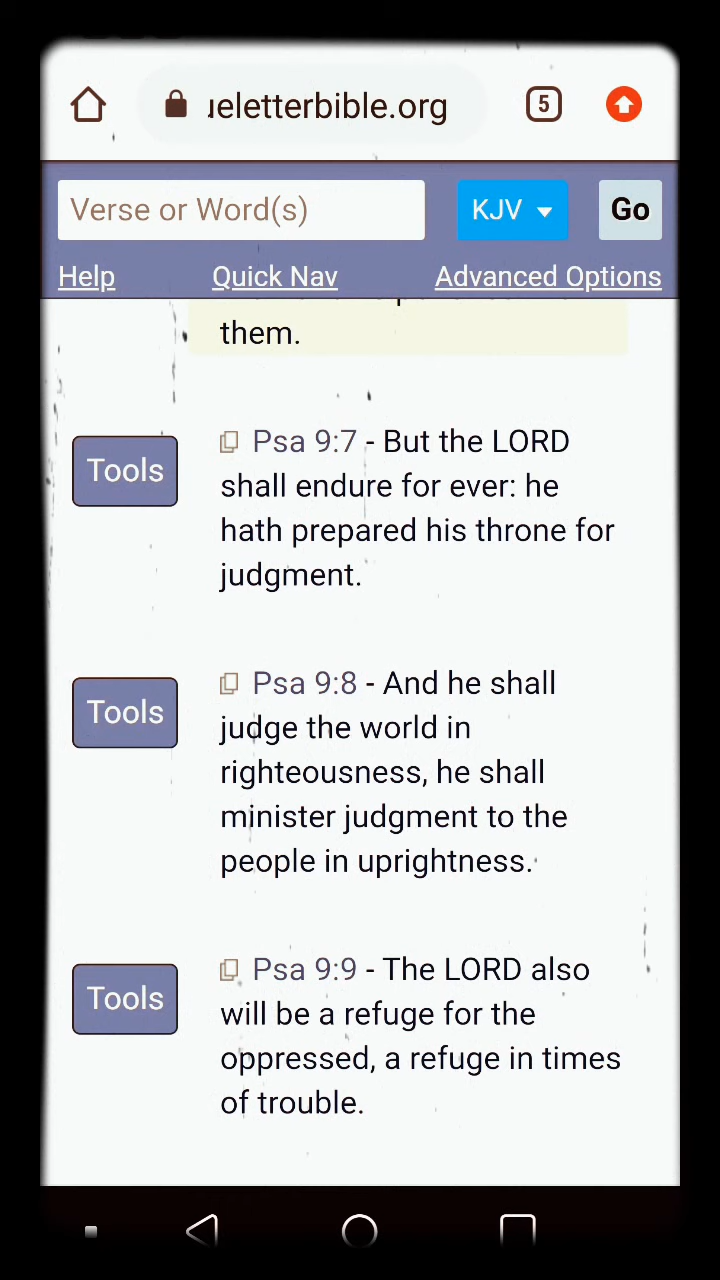 ueletterbible.org
5
Verse or Word(s)
KJV
Go
Help
Quick Nav
Advanced Options
them.
Tools
Psa 9:7 - But the LORD
shall endure for ever: he
hath prepared his throne for
judgment.
Tools
Psa 9:8 - And he shall
judge the world in
righteousness, he shall
minister judgment to the
people in uprightness.
Tools
Psa 9:9 - The LORD also
will be a refuge for the
oppressed, a refuge in times
of trouble.